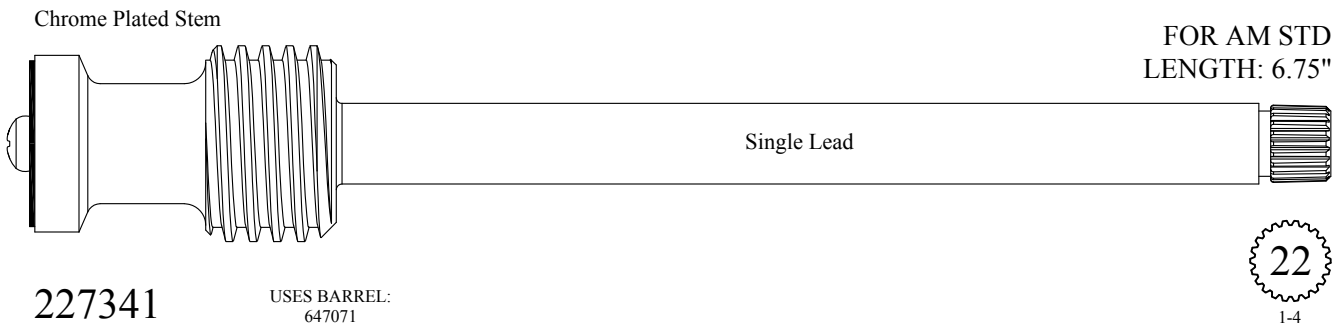 Chrome Plated Stem
FOR AM STD
LENGTH: 6.75"
Single Lead
22
1-4
227341
USES BARREL:
647071